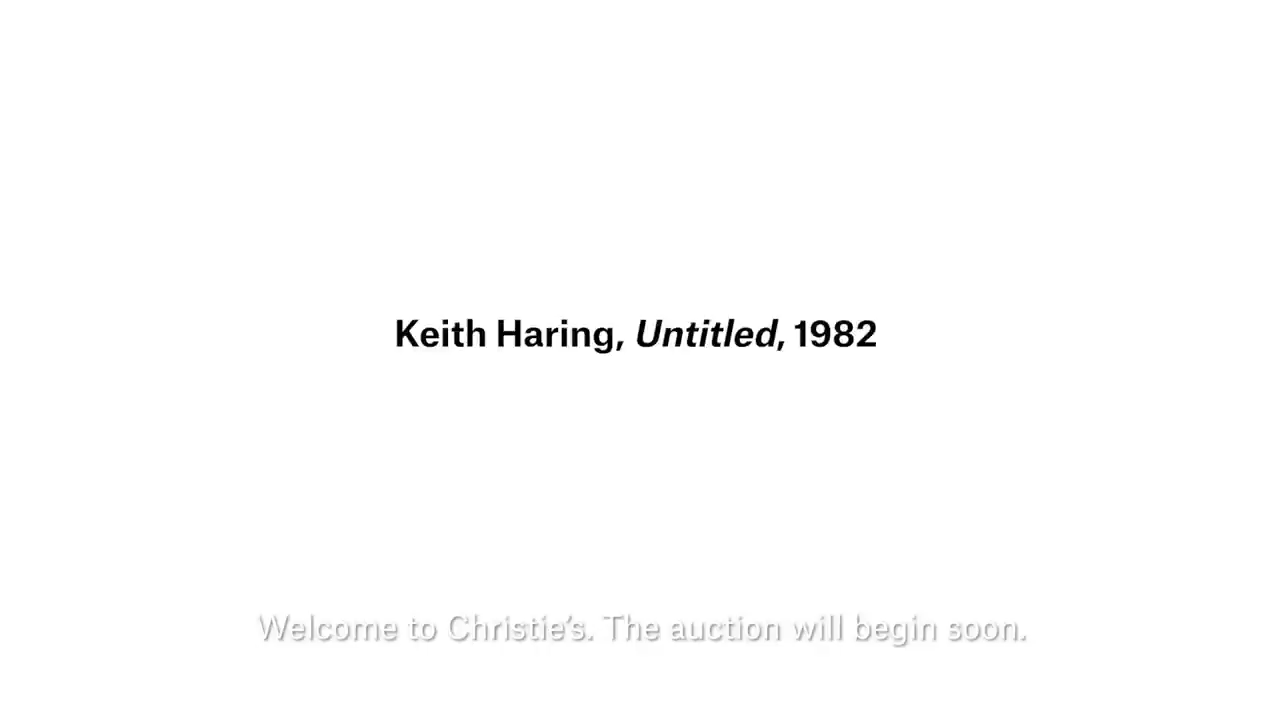 Keith Haring, Untitled, 1982
Welcome to Christie’s. The auction will begin soon.